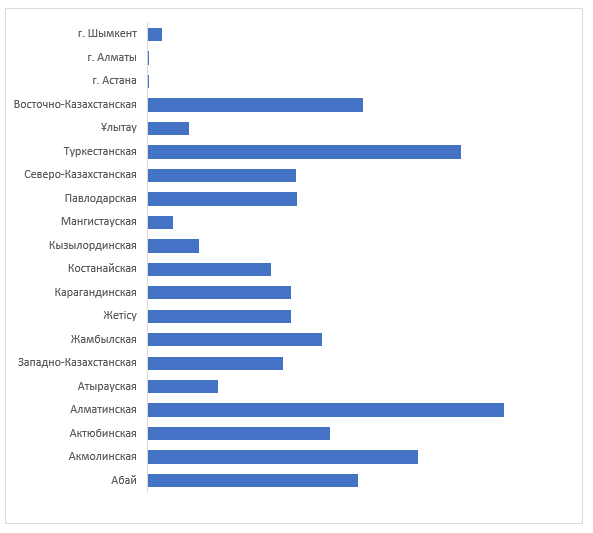 г. Шымкент
г. Алматы
г. Астана
Восточно-Казахстанская
Ұлытау
Туркестанская
Северо-Казахстанская
Павлодарская
Мангистауская
Кызылординская
Костанайская
Карагандинская
Жетісу
Жамбылская
Западно-Казахстанская
Атырауская
Алматинская
Актюбинская
Акмолинская
Абай